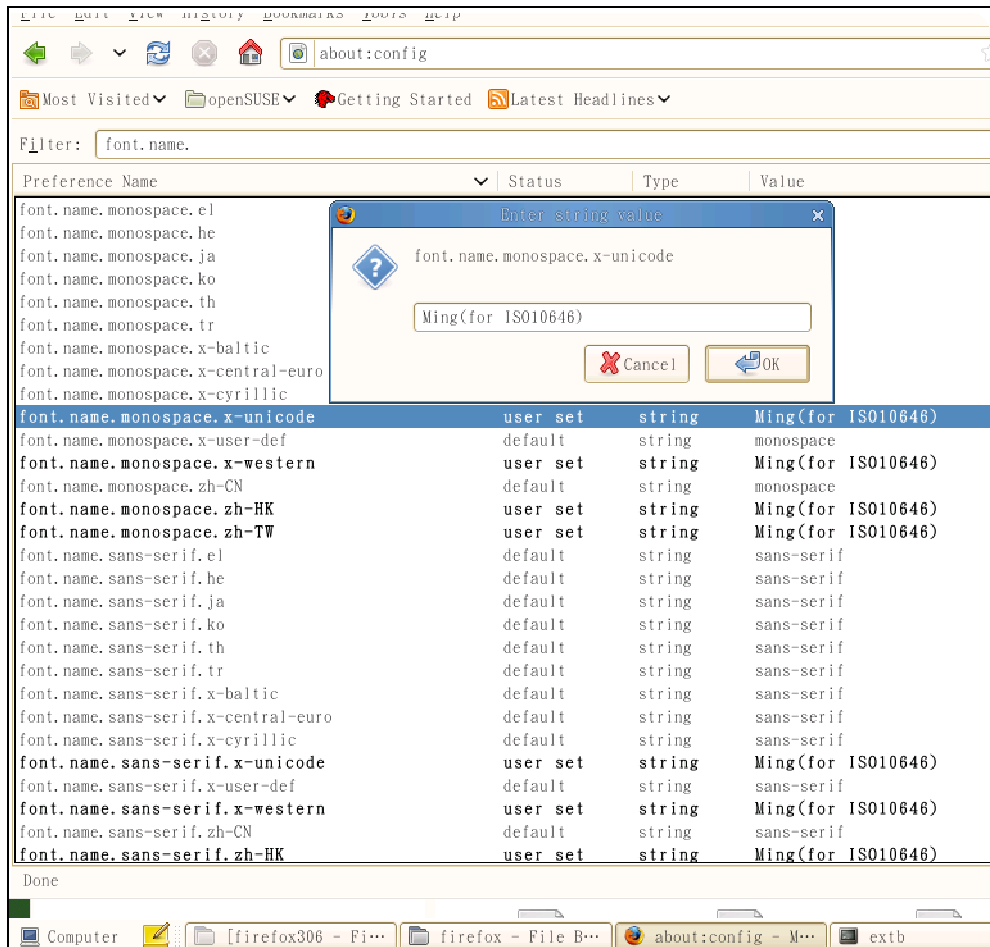 File Edit View History Bookmarks Tools Help
about:config
Most Visited openSUSE Getting Started Latest Headlines
Filter: font.name.
Preference Name Status Type Value
font.name.monospace.el
font.name.monospace.he
font.name.monospace.ja
font.name.monospace.ko
font.name.monospace.th
font.name.monospace.tr
font.name.monospace.x-baltic
font.name.monospace.x-central-euro
font.name.monospace.x-cyrillic
Enter string value
font.name.monospace.x-unicode
Ming(for ISO10646)
Cancel OK
font.name.monospace.x-unicode user set string Ming(for ISO10646)
font.name.monospace.x-user-def default string monospace
font.name.monospace.x-western user set string Ming(for ISO10646)
font.name.monospace.zh-CN default string monospace
font.name.monospace.zh-HK user set string Ming(for ISO10646)
font.name.monospace.zh-TW user set string Ming(for ISO10646)
font.name.sans-serif.el default string sans-serif
font.name.sans-serif.he default string sans-serif
font.name.sans-serif.ja default string sans-serif
font.name.sans-serif.ko default string sans-serif
font.name.sans-serif.th default string sans-serif
font.name.sans-serif.tr default string sans-serif
font.name.sans-serif.x-baltic default string sans-serif
font.name.sans-serif.x-central-euro default string sans-serif
font.name.sans-serif.x-cyrillic default string sans-serif
font.name.sans-serif.x-unicode user set string Ming(for ISO10646)
font.name.sans-serif.x-user-def default string sans-serif
font.name.sans-serif.x-western user set string Ming(for ISO10646)
font.name.sans-serif.zh-CN default string sans-serif
font.name.sans-serif.zh-HK user set string Ming(for ISO10646)
Done
Computer [firefox306 - Fi··· firefox - File B··· about:config - M··· extb